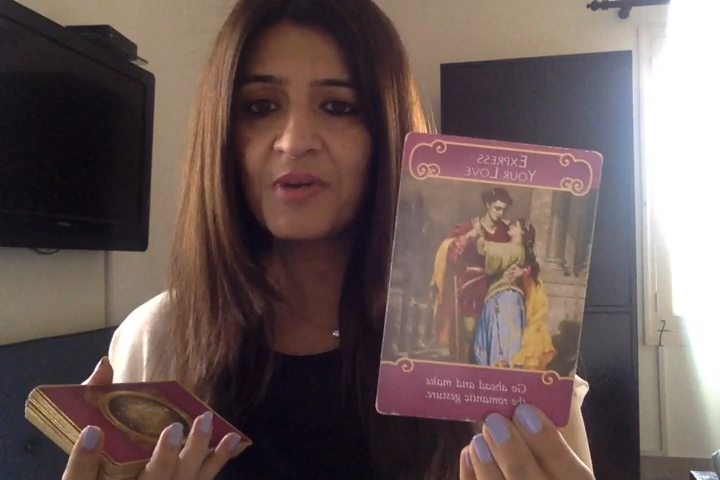 EXPRESS
YOUR LOVE
Go ahead and make
the romantic gesture.